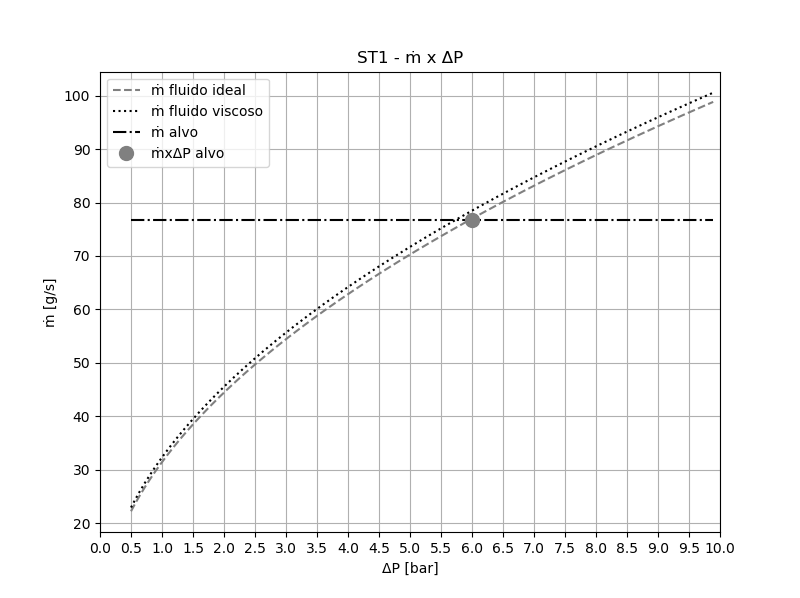 ST1 - ṁ x ΔP
ṁ fluido ideal
ṁ fluido viscoso
ṁ alvo
ṁxΔP alvo
ṁ [g/s]
100
90
80
70
60
50
40
30
20
0.0 0.5 1.0 1.5 2.0 2.5 3.0 3.5 4.0 4.5 5.0 5.5 6.0 6.5 7.0 7.5 8.0 8.5 9.0 9.5 10.0
ΔP [bar]